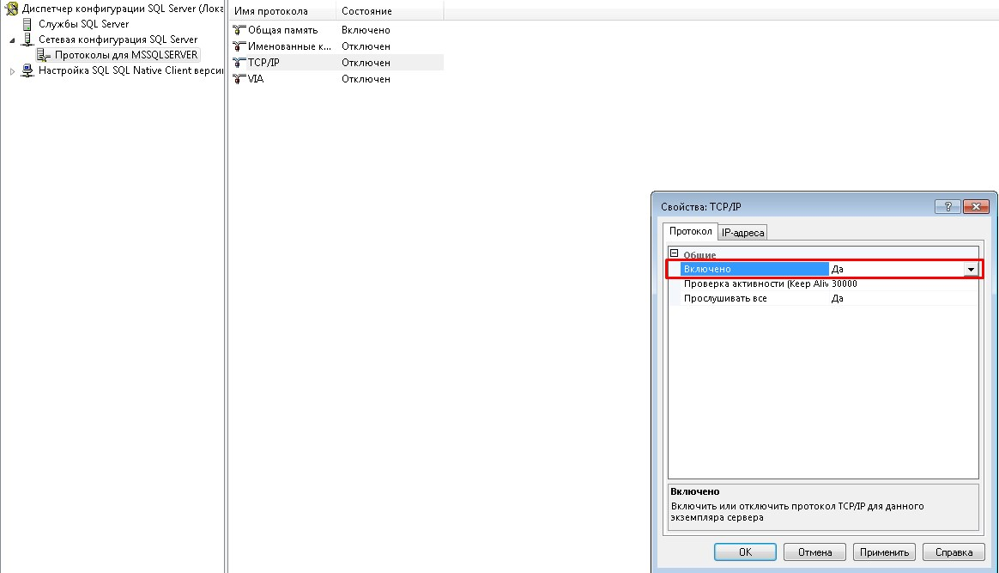 Диспетчер конфигурации SQL Server (Лока
Службы SQL Server
Сетевая конфигурация SQL Server
Протоколы для MSSQLSERVER
Настройка SQL SQL Native Client верси
Имя протокола Состояние
Общая память Включено
Именованные к... Отключен
TCP/IP Отключен
VIA Отключен
Свойства: TCP/IP
Протокол IP-адреса
Общие
Включено Да
Проверка активности (Keep Aliv 30000
Прослушивать все Да
Включено
Включить или отключить протокол TCP/IP для данного
экземпляра сервера
OK Отмена Применить Справка